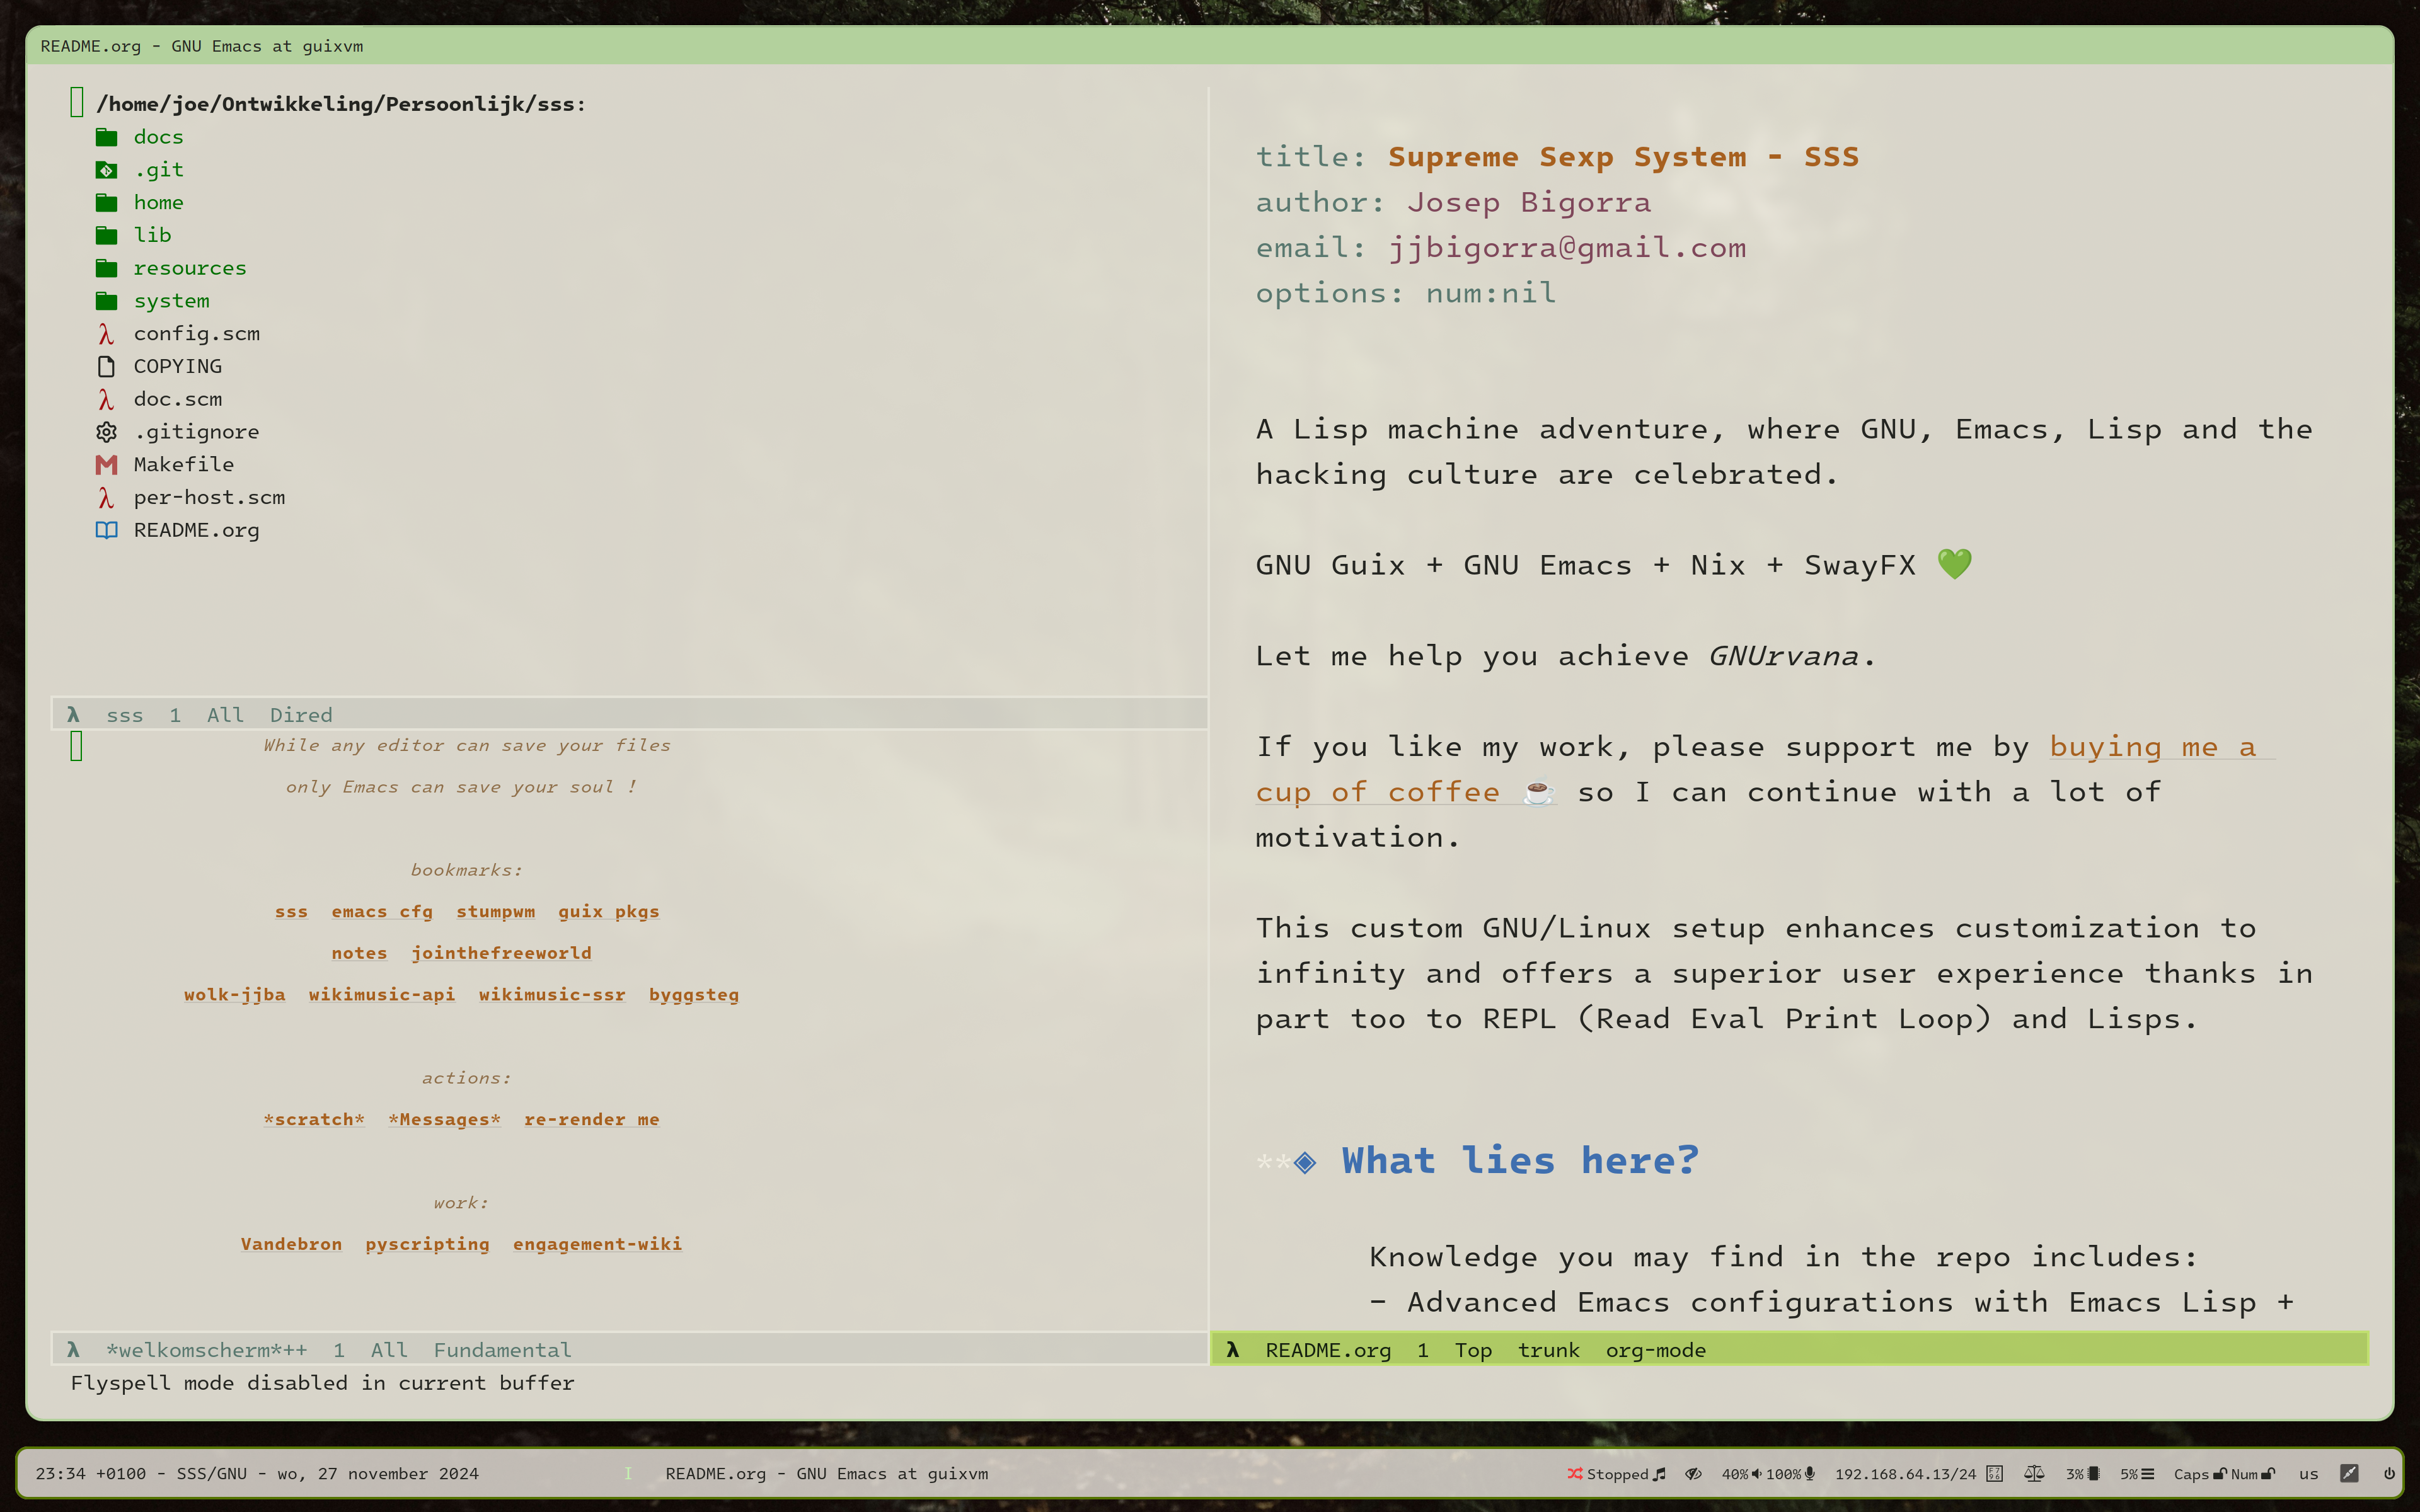 README.org - GNU Emacs at guixvm
/home/joe/Ontwikkeling/Persoonlijk/sss:
docs
.git
home
lib
resources
system
config.scm
COPYING
doc.scm
.gitignore
Makefile
per-host.scm
README.org
λ sss 1 All Dired
While any editor can save your files
only Emacs can save your soul !
bookmarks:
sss emacs cfg stumpwm guix pkgs
notes jointhefreeworld
wolk-jjba wikimusic-api wikimusic-ssr byggsteg
actions:
*scratch* *Messages* re-render me
work:
Vandebron pyscripting engagement-wiki
λ *welkomscherm*++ 1 All Fundamental
Flyspell mode disabled in current buffer
title: Supreme Sexp System - SSS
author: Josep Bigorra
email: jjbigorra@gmail.com
options: num:nil
A Lisp machine adventure, where GNU, Emacs, Lisp and the
hacking culture are celebrated.
GNU Guix + GNU Emacs + Nix + SwayFX 💚
Let me help you achieve GNUrvana.
If you like my work, please support me by buying me a
cup of coffee ☕ so I can continue with a lot of
motivation.
This custom GNU/Linux setup enhances customization to
infinity and offers a superior user experience thanks in
part too to REPL (Read Eval Print Loop) and Lisps.
**◈ What lies here?
Knowledge you may find in the repo includes:
- Advanced Emacs configurations with Emacs Lisp +
λ README.org 1 Top trunk org-mode
23:34 +0100 - SSS/GNU - wo, 27 november 2024 I README.org - GNU Emacs at guixvm Stopped 40% 100% 192.168.64.13/24 3% 5% Caps Num us